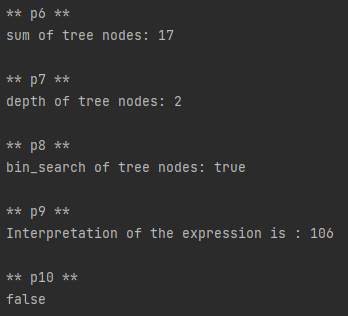 ** p6 **
sum of tree nodes: 17
** p7 **
depth of tree nodes: 2
** p8 **
bin_search of tree nodes: true
** p9 **
Interpretation of the expression is : 106
** p10 **
false